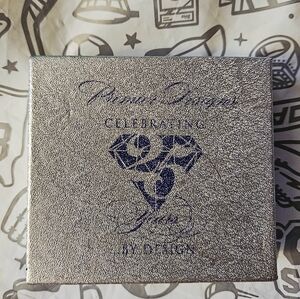 Premier Designs
CELEBRATING
25
Years
...BY DESIGN